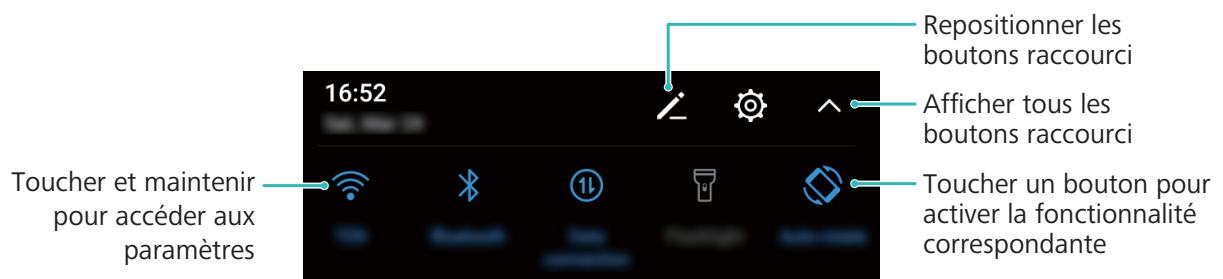 Repositionner les
boutons raccourci
16:52
Afficher tous les
boutons raccourci
Toucher et maintenir
pour accéder aux
paramètres
Toucher un bouton pour
activer la fonctionnalité
correspondante